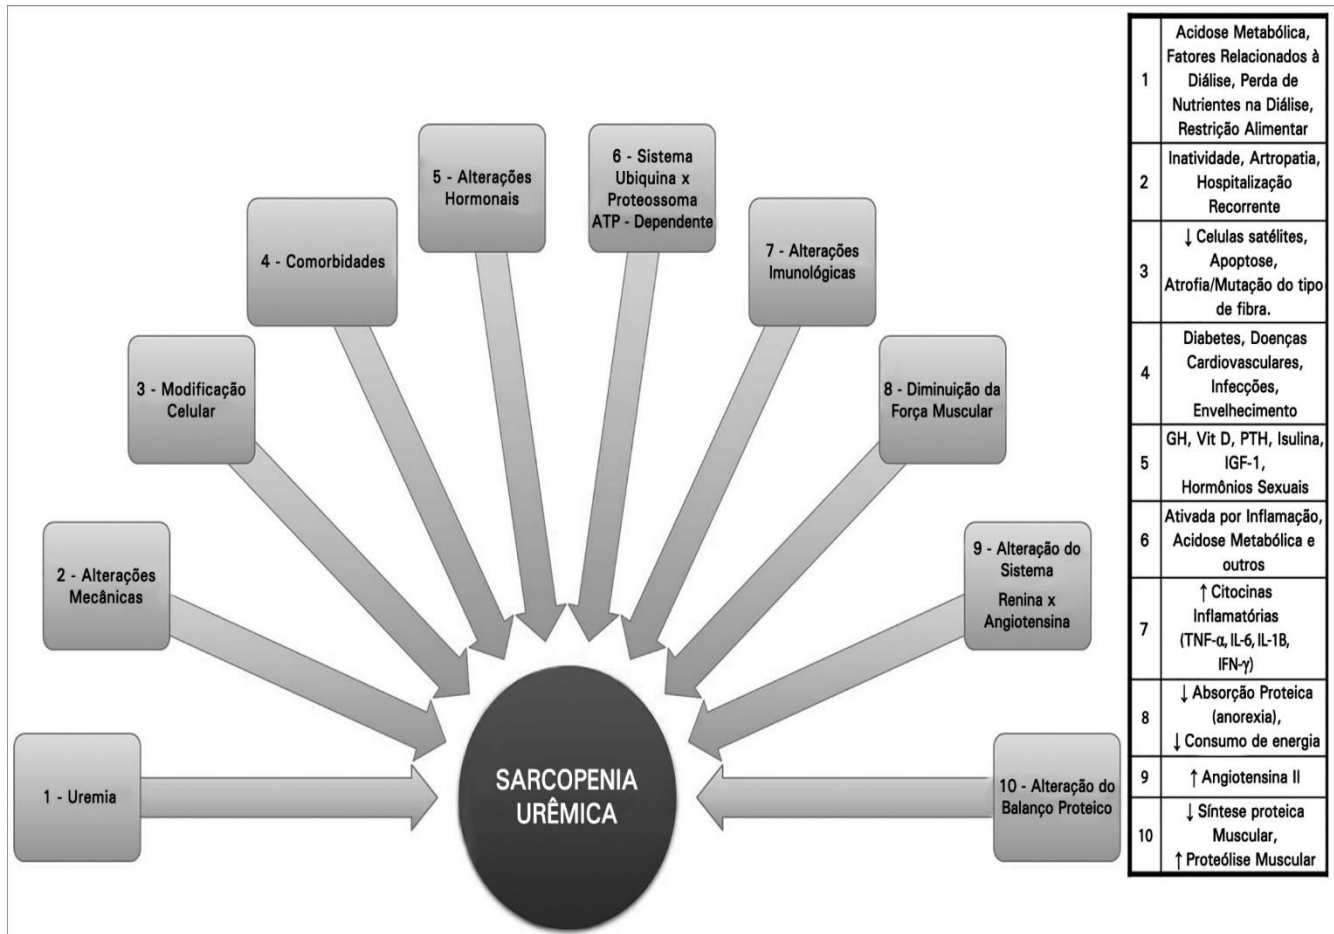 1 - Uremia
2 - Alterações
Mecânicas
3 - Modificação
Celular
4 - Comorbidades
5 - Alterações
Hormonais
6 - Sistema
Ubiquina x
Proteossoma
ATP - Dependente
7 - Alterações
Imunológicas
8 - Diminuição da
Força Muscular
9 - Alteração do
Sistema
Renina x
Angiotensina
10 - Alteração do
Balanço Proteico
SARCOPENIA
URÊMICA
1
Acidose Metabólica,
Fatores Relacionados à
Diálise, Perda de
Nutrientes na Diálise,
Restrição Alimentar
2
Inatividade, Artropatia,
Hospitalização
Recorrente
3
↓ Celulas satélites,
Apoptose,
Atrofia/Mutação do tipo
de fibra.
4
Diabetes, Doenças
Cardiovasculares,
Infecções,
Envelhecimento
5
GH, Vit D, PTH, Isulina,
IGF-1,
Hormônios Sexuais
6
Ativada por Inflamação,
Acidose Metabólica e
outros
7
↑ Citocinas
Inflamatórias
(TNF-α, IL-6, IL-1B,
IFN-γ)
8
↓ Absorção Proteica
(anorexia),
↓ Consumo de energia
9
↑ Angiotensina II
10
↓ Síntese proteica
Muscular,
↑ Proteólise Muscular